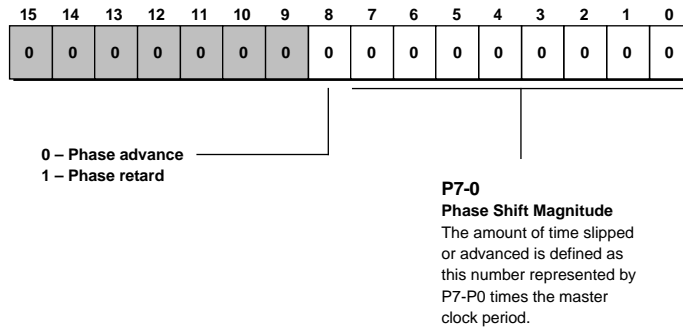 15 14 13 12 11 10 9 8 7 6 5 4 3 2 1 0
0 0 0 0 0 0 0 0 0 0 0 0 0 0 0 0
0 – Phase advance
1 – Phase retard
P7-0
Phase Shift Magnitude
The amount of time slipped
or advanced is defined as
this number represented by
P7-P0 times the master
clock period.